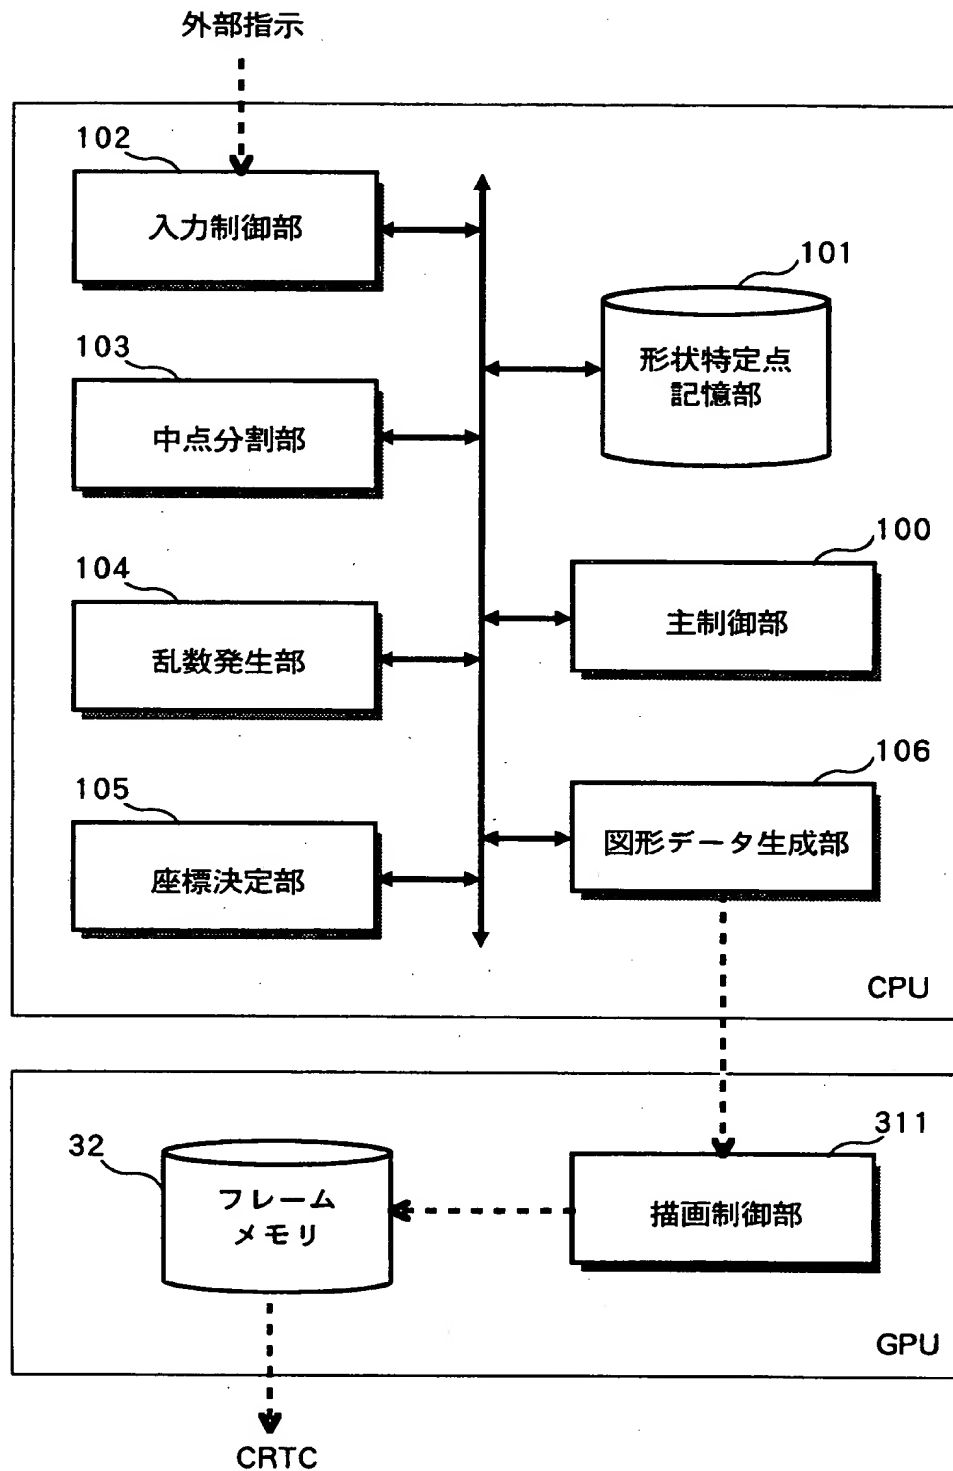 外部指示
102
入力制御部
101
形状特定点
記憶部
103
中点分割部
100
主制御部
104
乱数発生部
106
図形データ生成部
105
座標決定部
CPU
32
フレーム
メモリ
311
描画制御部
GPU
CRTC